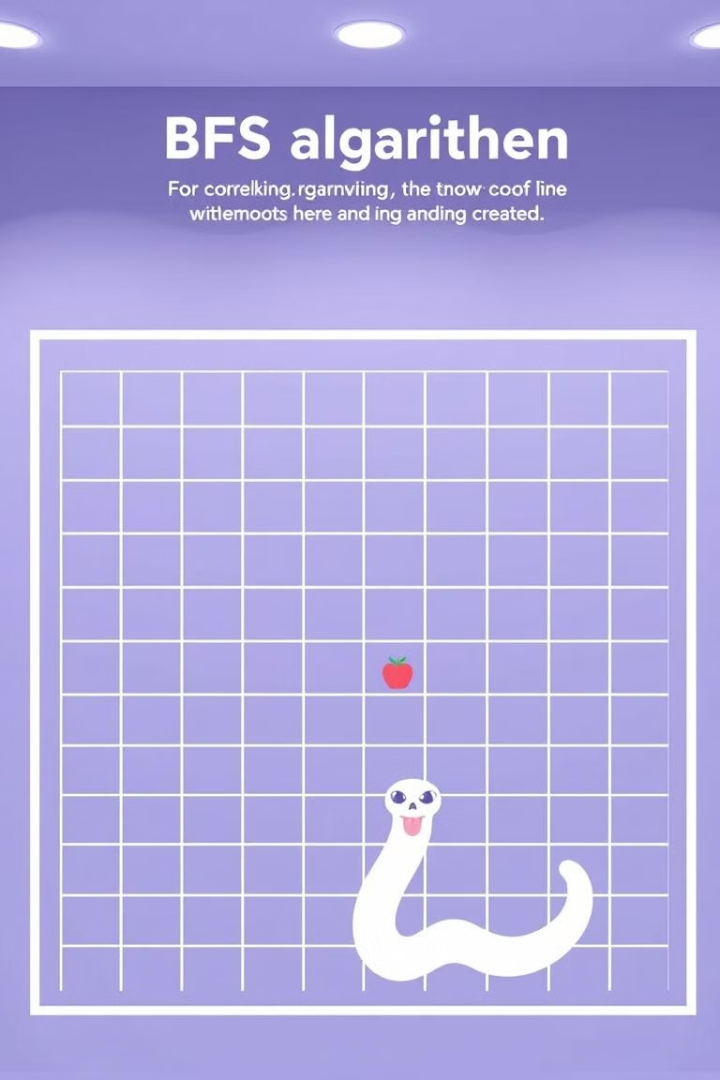 BFS algarithen
For correlking.rgarnviing, the tnow coof line
witlemoots here and ing anding created.